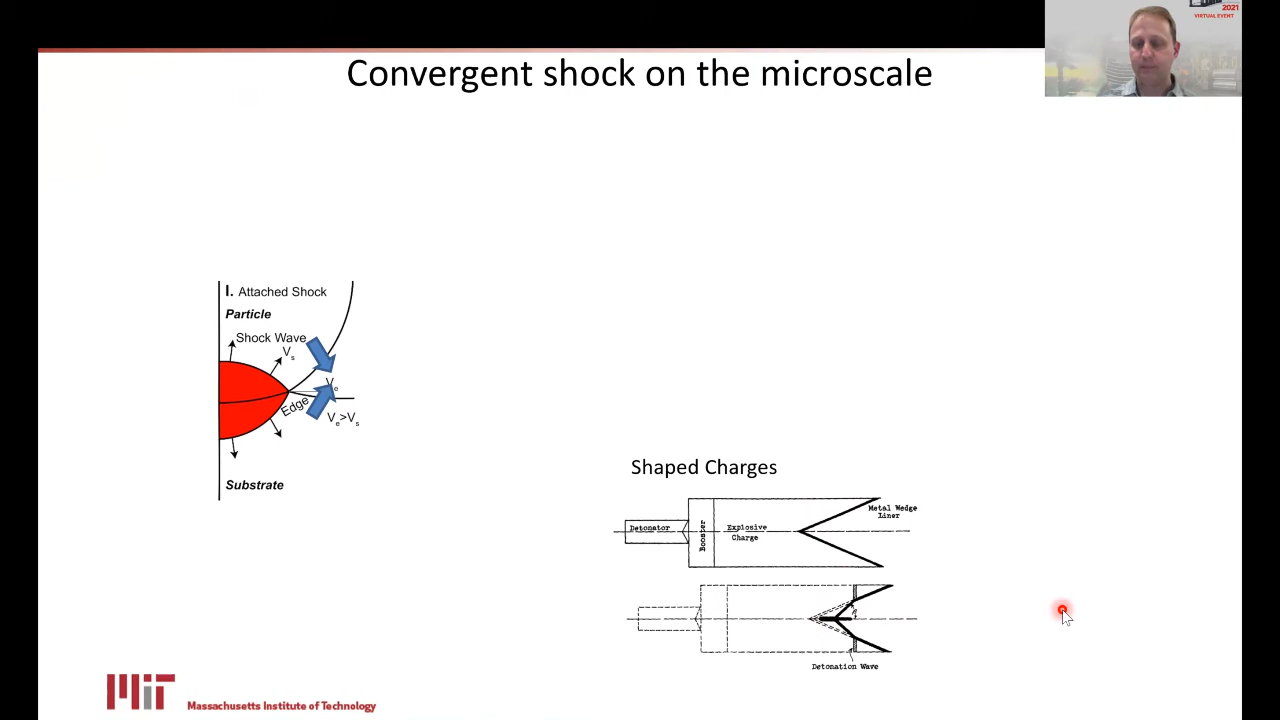 2021
VIRTUAL EVENT
Convergent shock on the microscale
I. Attached Shock
Particle
Shock Wave
Vs
Ve
Edge
Ve>Vs
Substrate
Shaped Charges
Metal Wedge
Liner
Detonator
Booster
Explosive
Charge
Detonation Wave
MIT
Massachusetts Institute of Technology